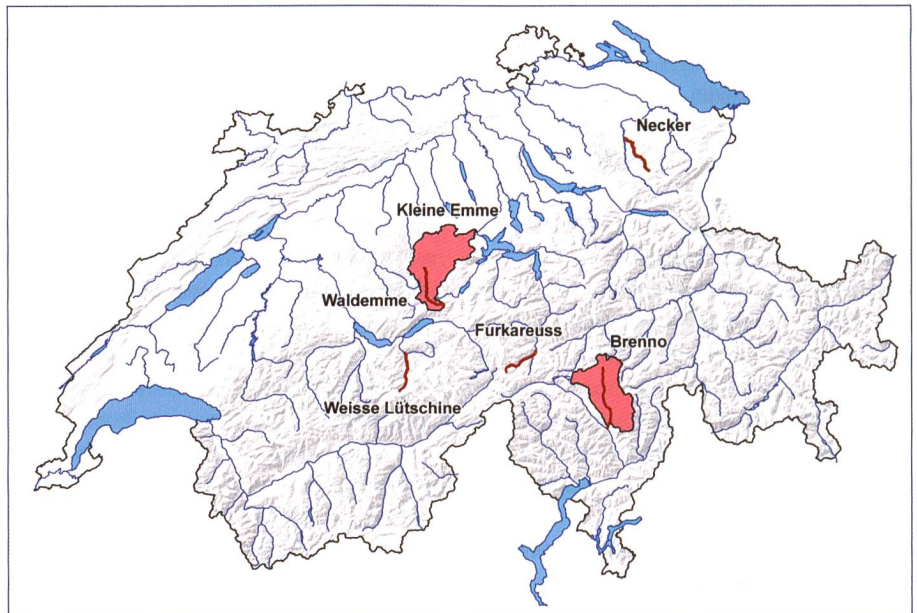 Necker
Kleine Emme
Waldemme
Furkareuss
Brenno
Weisse Lütschine